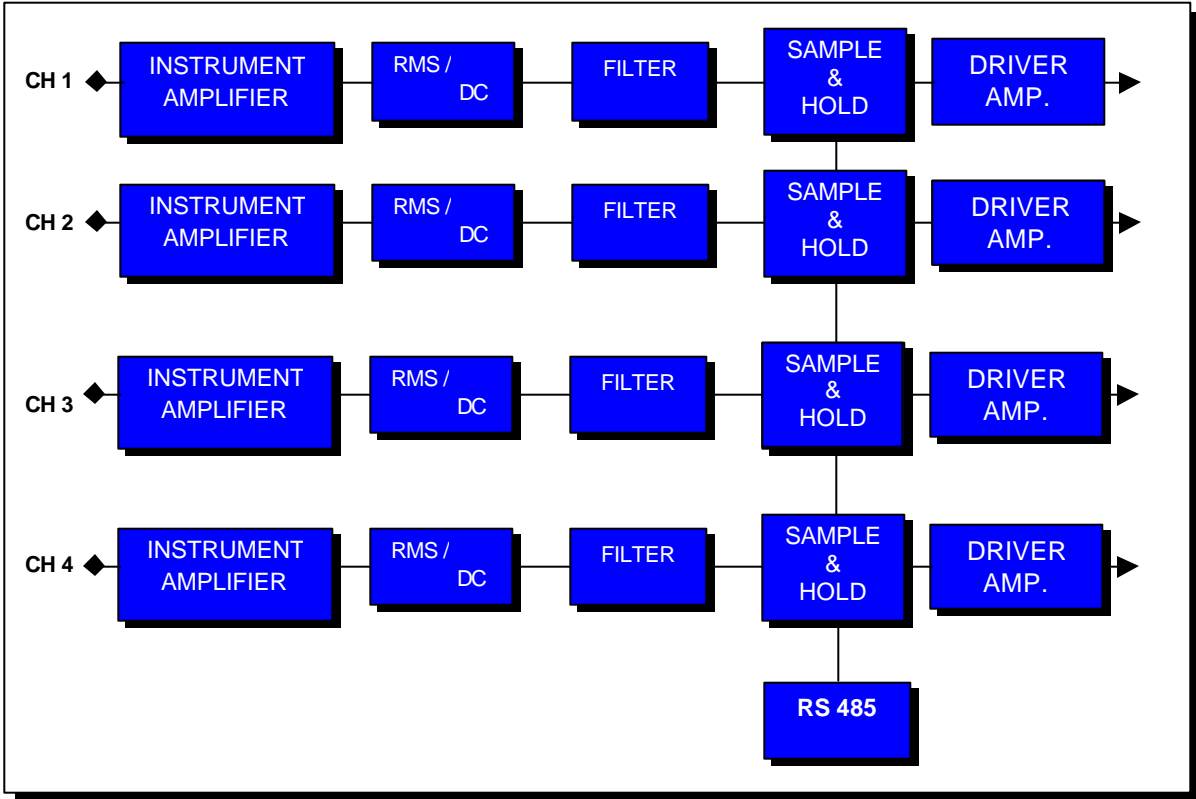 CH 1
INSTRUMENT
AMPLIFIER
RMS /
DC
FILTER
SAMPLE
&
HOLD
DRIVER
AMP.
CH 2
INSTRUMENT
AMPLIFIER
RMS /
DC
FILTER
SAMPLE
&
HOLD
DRIVER
AMP.
CH 3
INSTRUMENT
AMPLIFIER
RMS /
DC
FILTER
SAMPLE
&
HOLD
DRIVER
AMP.
CH 4
INSTRUMENT
AMPLIFIER
RMS /
DC
FILTER
SAMPLE
&
HOLD
DRIVER
AMP.
RS 485